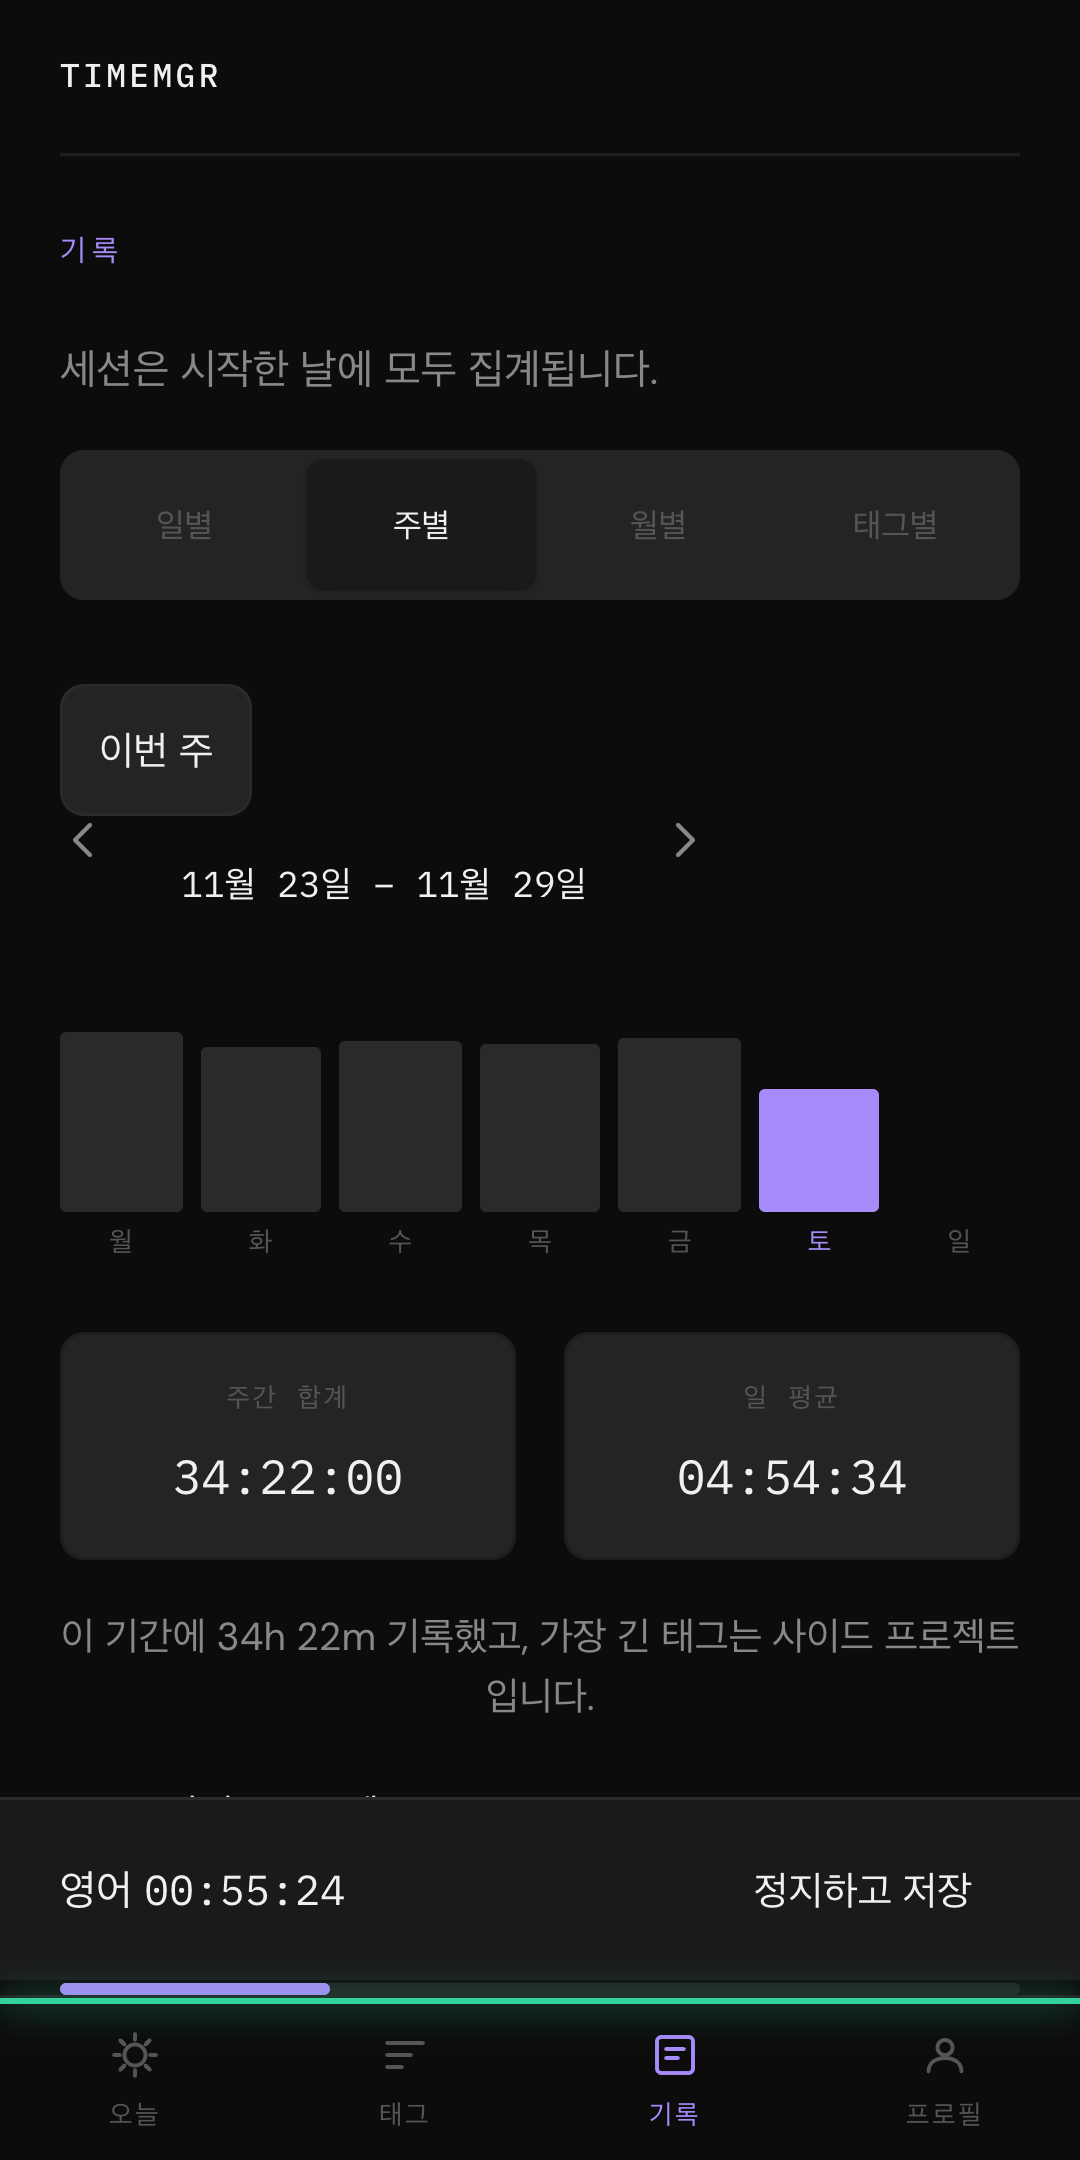 TIMEMGR
기록
세션은 시작한 날에 모두 집계됩니다.
일별 주별 월별 태그별
이번 주
11월 23일 – 11월 29일
월 화 수 목 금 토 일
주간 합계 일 평균
34:22:00 04:54:34
이 기간에 34h 22m 기록했고, 가장 긴 태그는 사이드 프로젝트
입니다.
영어 00:55:24 정지하고 저장
오늘 태그 기록 프로필